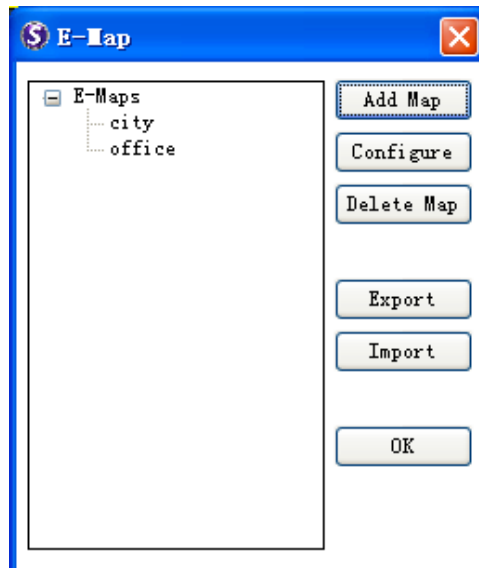 E-Map
E-Maps
city
office
Add Map
Configure
Delete Map
Export
Import
OK